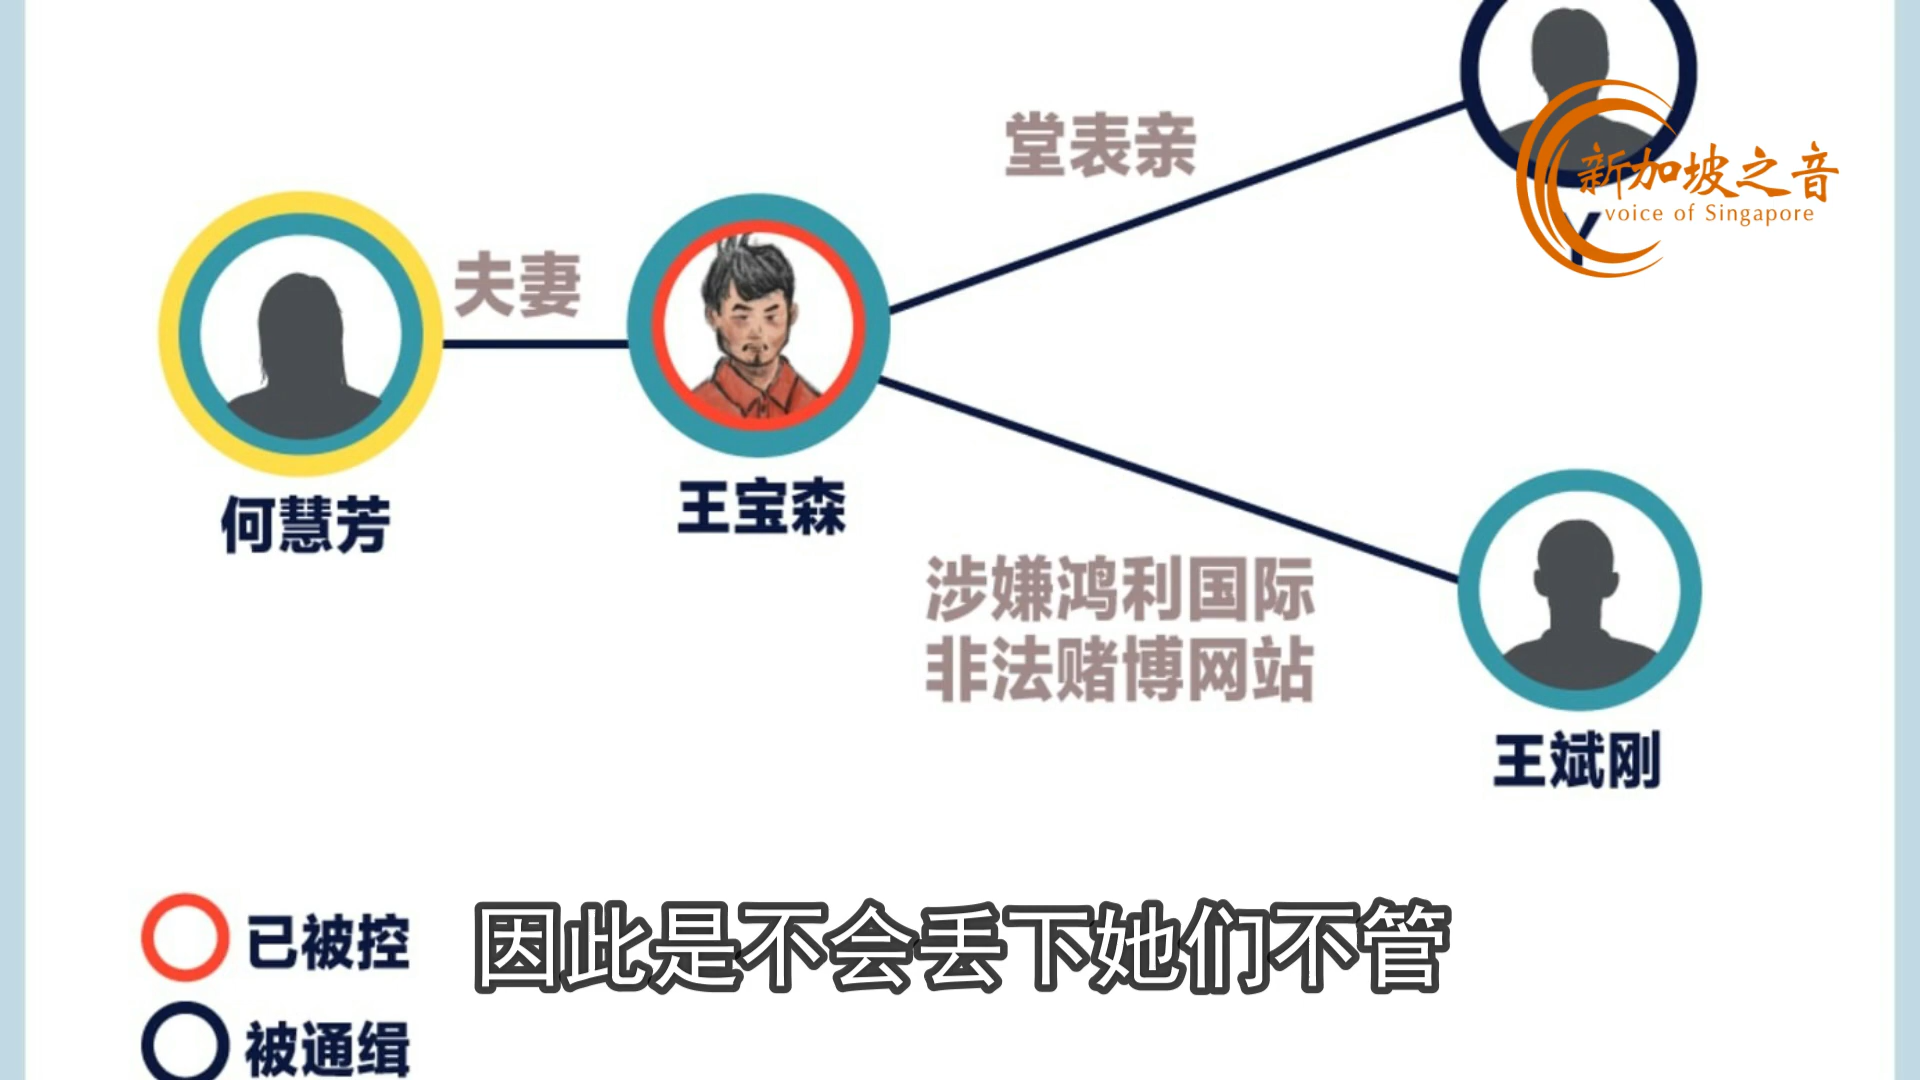 堂表亲
新加坡之音
voice of Singapore
Y
夫妻
何慧芳
王宝森
涉嫌鸿利国际
非法赌博网站
王斌刚
已被控
因此是不会丢下她们不管
被通缉